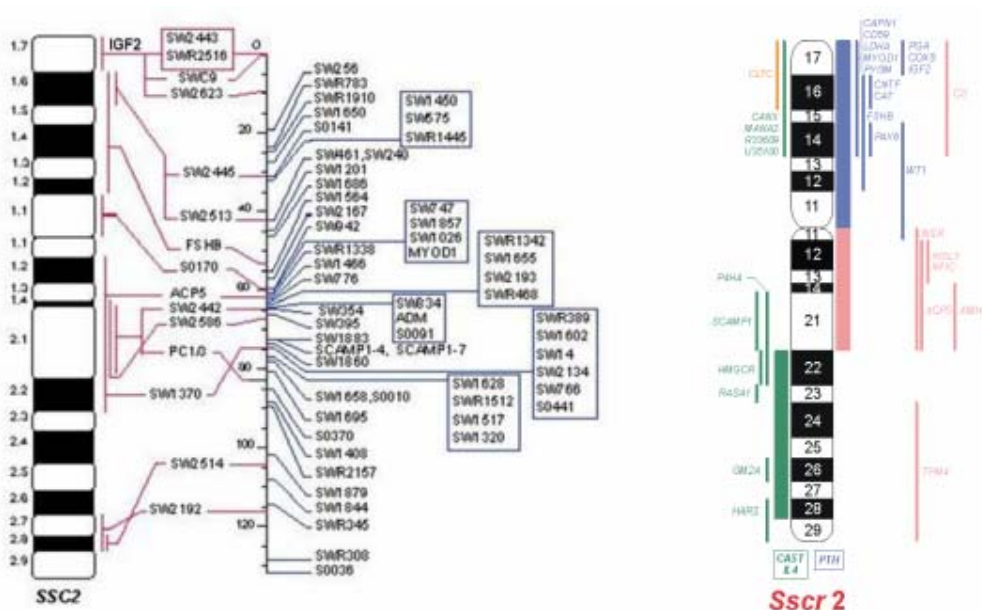 1.7
1.6
1.5
1.4
1.3
1.2
1.1
1.1
1.2
1.3
1.4
2.1
2.2
2.3
2.4
2.5
2.6
2.7
2.8
2.9
SSC2
IGF2
SW2443
SWR2516
SWC9
SW2623
SW2445
SW2513
FSHB
S0170
ACP5
SW2442
SW2586
PC1/3
SW1370
SW2514
SW2192
0
20
40
60
80
100
120
SW256
SWR783
SWR1910
SW1650
S0141
SW1450
SW575
SWR1445
SW461,SW240
SW1201
SW1686
SW1564
SW2167
SW942
SWR1338
SW1466
SW776
SW747
SW1857
SW1026
MYOD1
SWR1342
SW1655
SW2193
SWR468
SW834
ADM
S0091
SW354
SW395
SW1883
SCAMP1-4, SCAMP1-7
SW1860
SWR389
SW1602
SW14
SW2134
SW766
S0441
SW1628
SWR1512
SW1517
SW1320
SW1658,S0010
SW1695
S0370
SW1408
SWR2157
SW1879
SW1844
SWR345
SWR308
S0036
17
16
15
14
13
12
11
11
12
13
21
22
23
24
25
26
27
28
29
CLTC
CANX
CAPN1
CD59
LDHA
MYOD1
PGA
IGF2
CNTF
CAT
FSHB
PAX6
WT1
C3
P4HA
SCAMP1
HMGCR
RASA1
GM2A
HARS
TPM4
CAST
IL4
PTH
Sscr 2